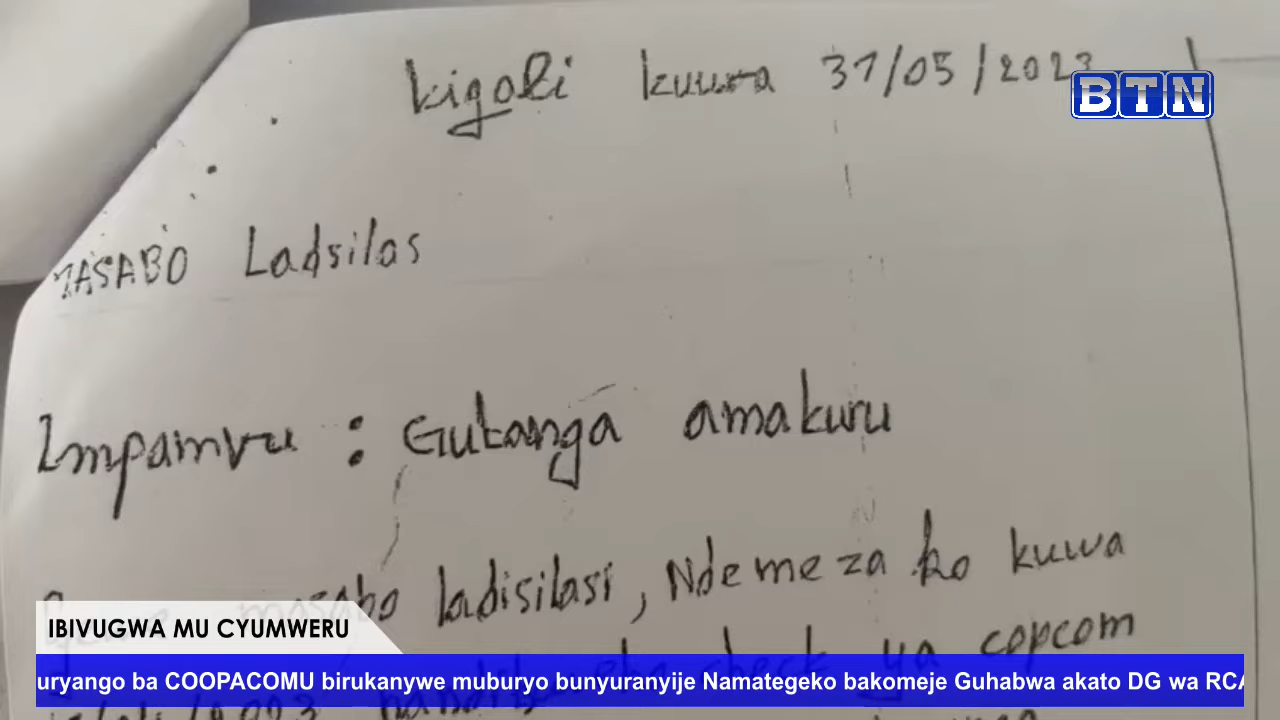 Kigali kuwa 31/05/2023
BTN
MASABO Ladsilas
Impamvu : Gutanga amakuru
masabo ladisilasi, Ndemeza ko kuwa
check ya copcom
IBIVUGWA MU CYUMWERU
uryango ba COOPACOMU birukanywe muburyo bunyuranyije Namategeko bakomeje Guhabwa akato DG wa RCA